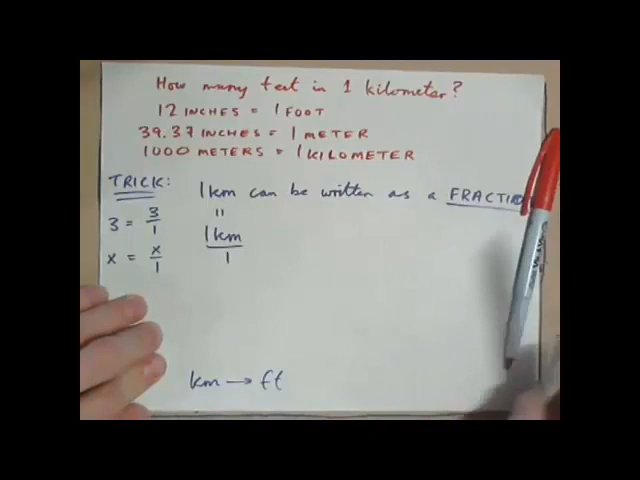 How many feet in 1 kilometer?
12 INCHES = 1 FOOT
39.37 INCHES = 1 METER
1000 METERS = 1 KILOMETER
TRICK: 1km can be written as a
3 = 3/1 "
x = x/1 1km/1
km → ft